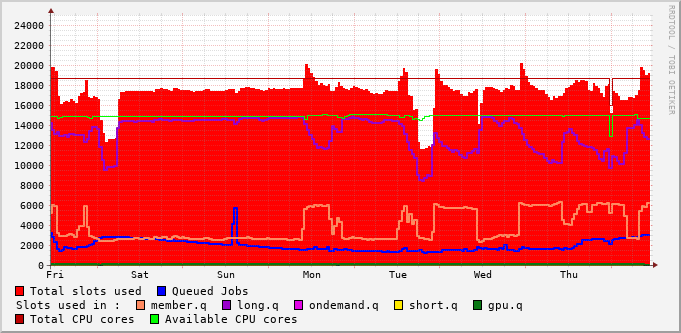 24000
22000
20000
18000
16000
14000
12000
10000
8000
6000
4000
2000
0
Fri Sat Sun Mon Tue Wed Thu
Total slots used Queued Jobs
Slots used in : member.q long.q ondemand.q short.q gpu.q
Total CPU cores Available CPU cores
RRDTOOL / TOBI OETIKER